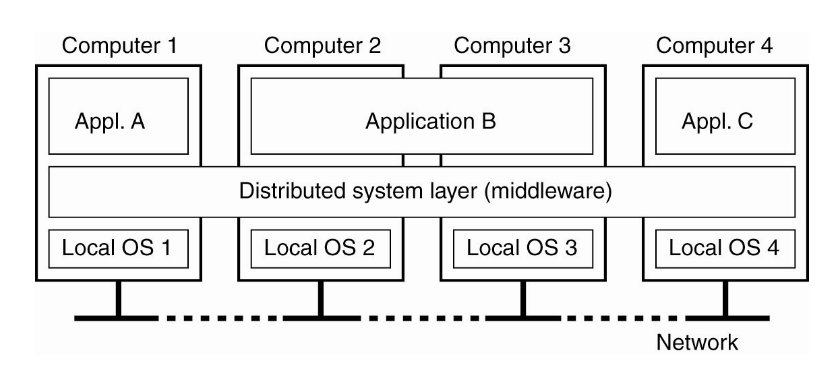 Computer 1
Computer 2
Computer 3
Computer 4
Appl. A
Application B
Appl. C
Distributed system layer (middleware)
Local OS 1
Local OS 2
Local OS 3
Local OS 4
Network